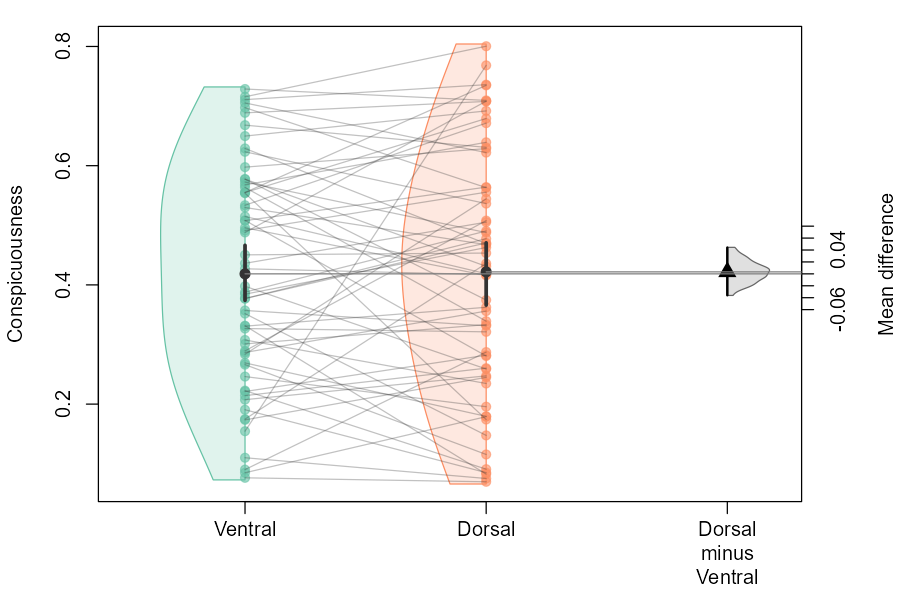 0.8
0.6
0.4
0.2
Conspicuousness
Ventral
Dorsal
Dorsal
minus
Ventral
0.04
-0.06
Mean difference